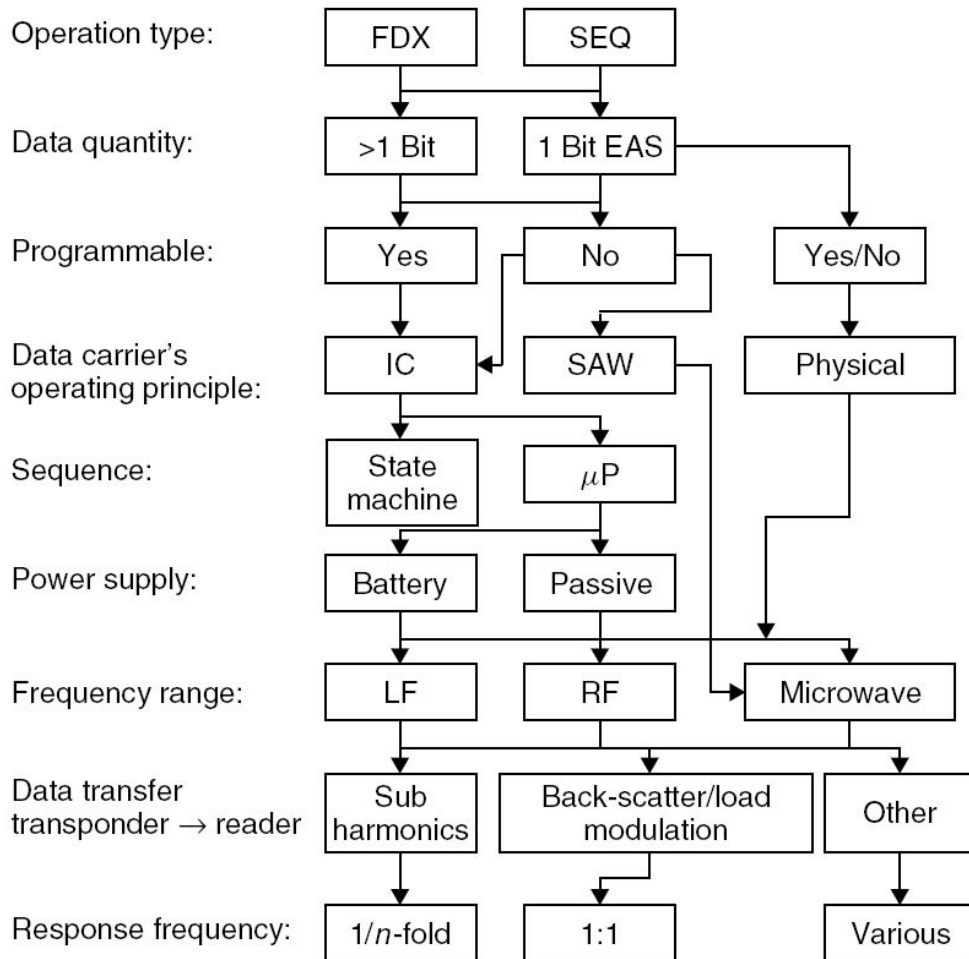 Operation type:
FDX
SEQ
Data quantity:
>1 Bit
1 Bit EAS
Programmable:
Yes
No
Yes/No
Data carrier's
operating principle:
IC
SAW
Physical
Sequence:
State
machine
μP
Power supply:
Battery
Passive
Frequency range:
LF
RF
Microwave
Data transfer
transponder → reader
Sub
harmonics
Back-scatter/load
modulation
Other
Response frequency:
1/n-fold
1:1
Various